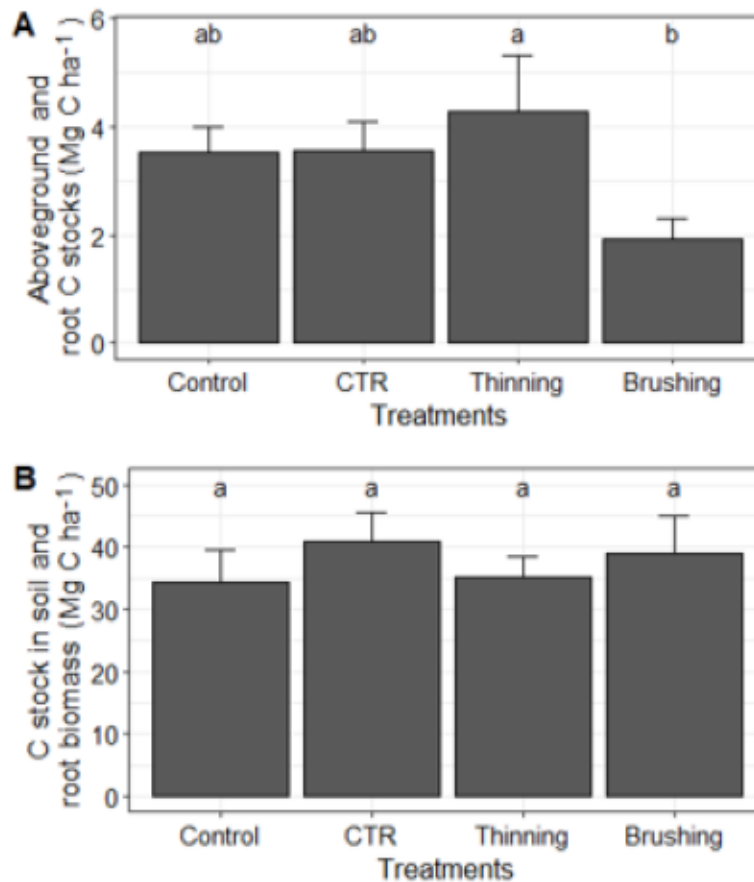 A
ab ab a b
Aboveground and
root C stocks (Mg C ha⁻¹)
6
4
2
0
Control CTR Thinning Brushing
Treatments
B
a a a a
C stock in soil and
root biomass (Mg C ha⁻¹)
50
40
30
20
10
0
Control CTR Thinning Brushing
Treatments